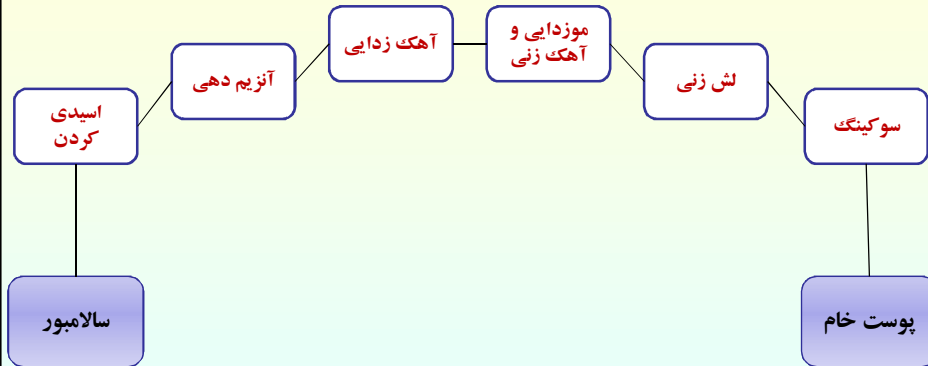 پوست خام
سوکینگ
لش زنی
موزدایی و
آهک زنی
آهک زدایی
آنزیم دهی
اسیدی
کردن
سالامبور